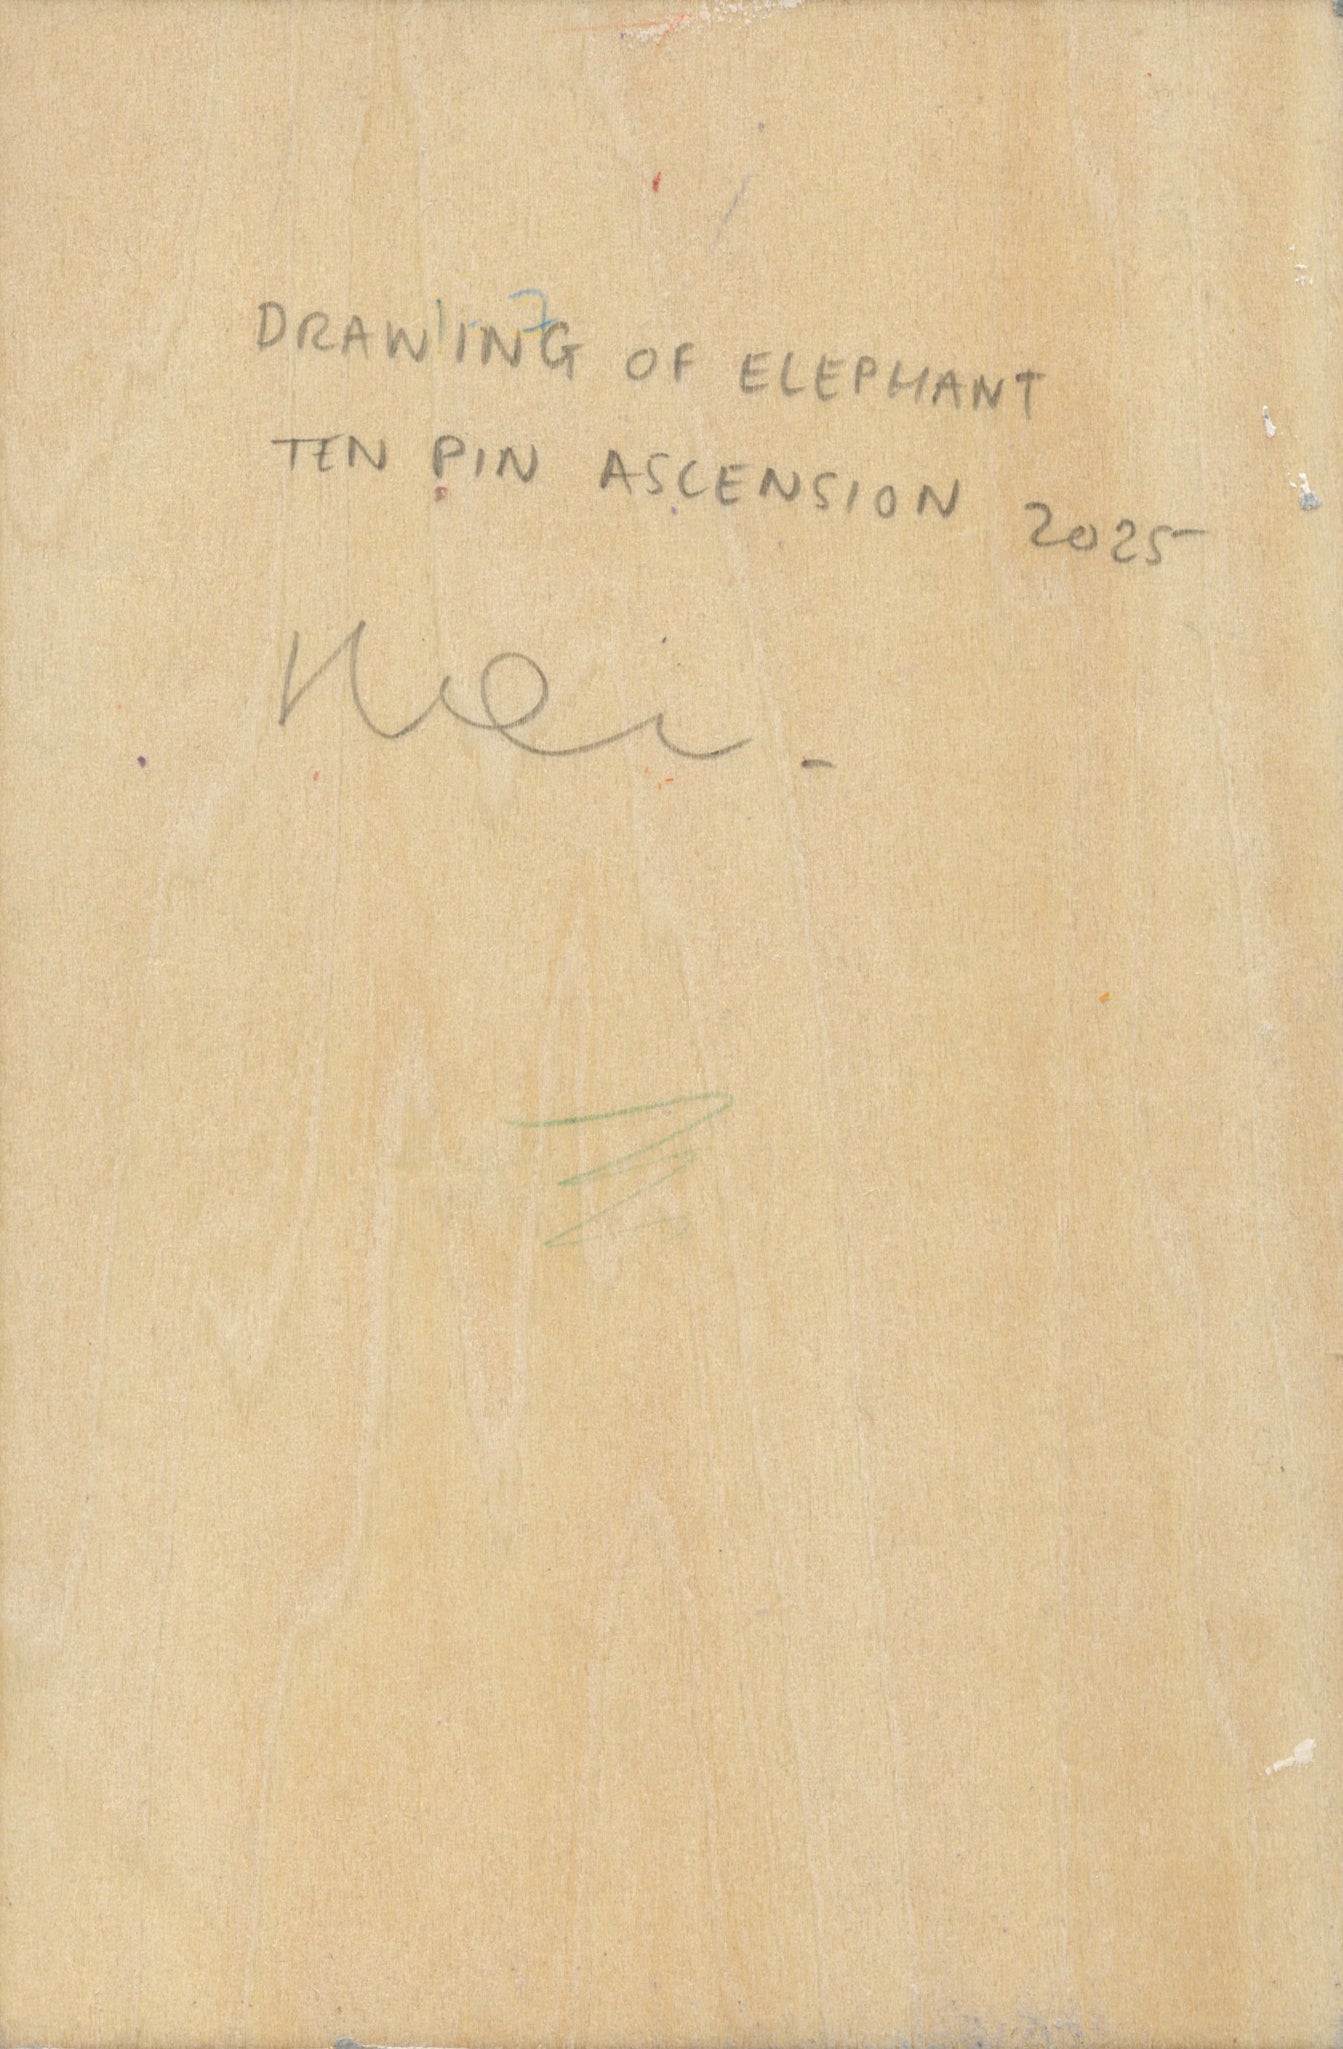 DRAWING OF ELEPHANT
TEN PIN ASCENSION 2025